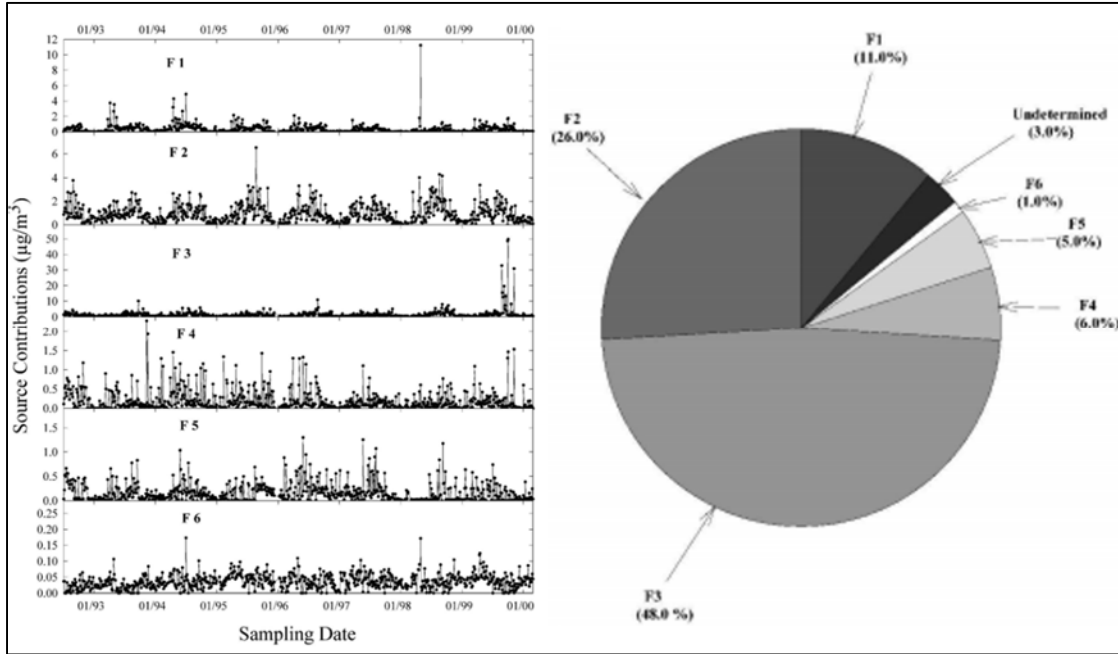 01/93 01/94 01/95 01/96 01/97 01/98 01/99 01/00
12
10
8
6
4
2
0
F 1
6
4
2
0
F 2
50
40
30
20
10
0
F 3
2.0
1.5
1.0
0.5
0.0
F 4
1.5
1.0
0.5
0.0
F 5
0.25
0.20
0.15
0.10
0.05
0.00
F 6
Source Contributions (µg/m³)
01/93 01/94 01/95 01/96 01/97 01/98 01/99 01/00
Sampling Date
F1
(11.0%)
Undetermined
(3.0%)
F6
(1.0%)
F5
(5.0%)
F4
(6.0%)
F3
(48.0 %)
F2
(26.0%)